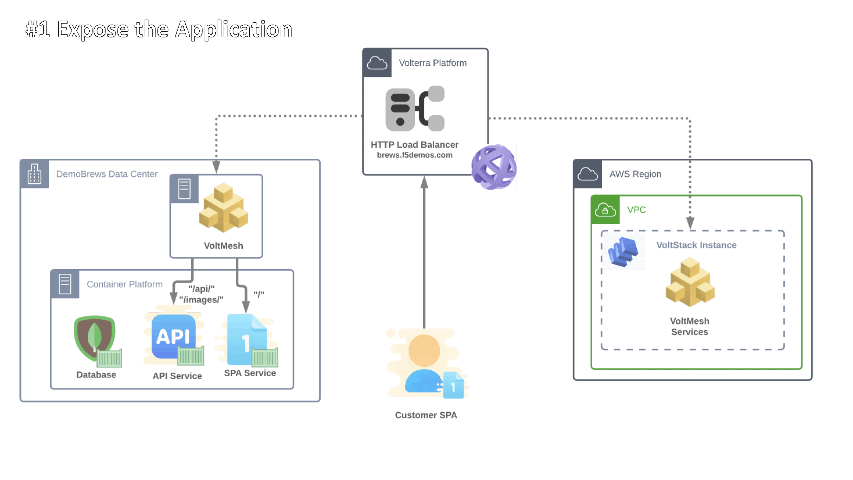 #1 Expose the Application
Volterra Platform
HTTP Load Balancer
brews.f5demos.com
DemoBrews Data Center
VoltMesh
Container Platform
"/api/"
"/images/"
"/"
API
1
Database
API Service
SPA Service
1
Customer SPA
AWS Region
VPC
VoltStack Instance
VoltMesh
Services